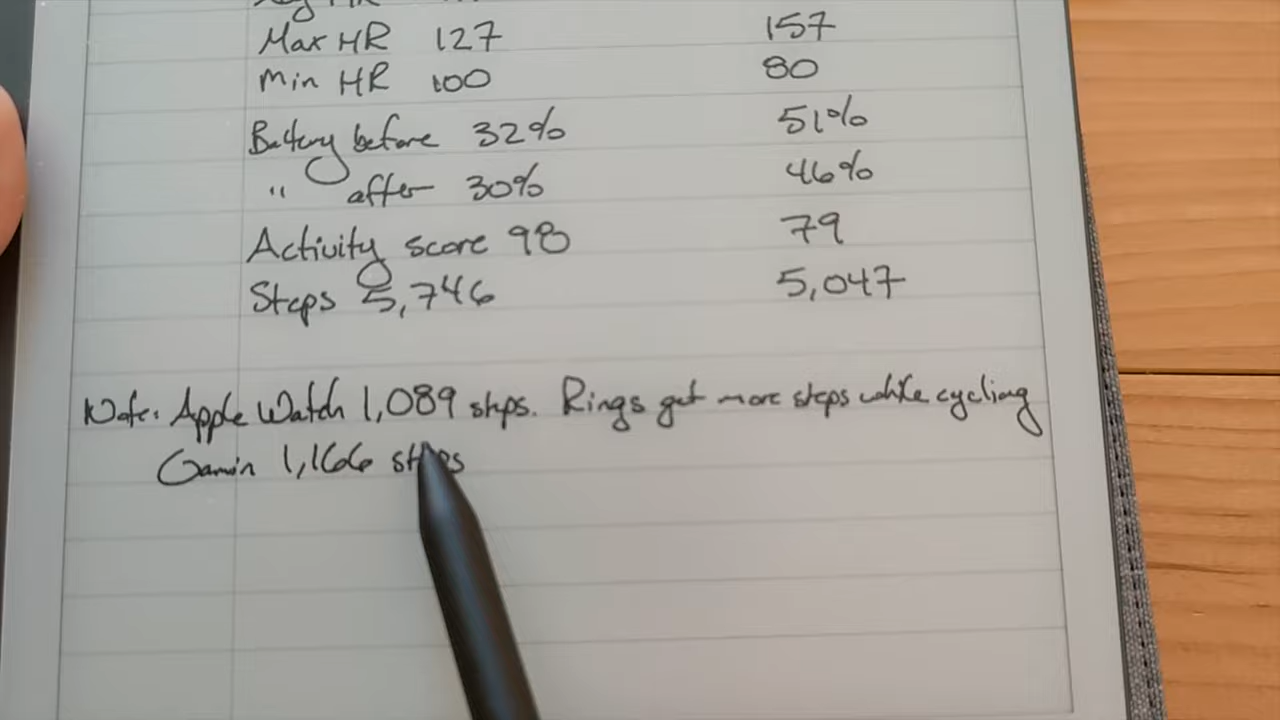 Avg HR
Max HR 127 157
Min HR 100 80
Battery before 32% 51%
" after 30% 46%
Activity score 98 79
Steps 5,746 5,047
Note: Apple Watch 1,089 steps. Rings get more steps while cycling
Garmin 1,166 steps